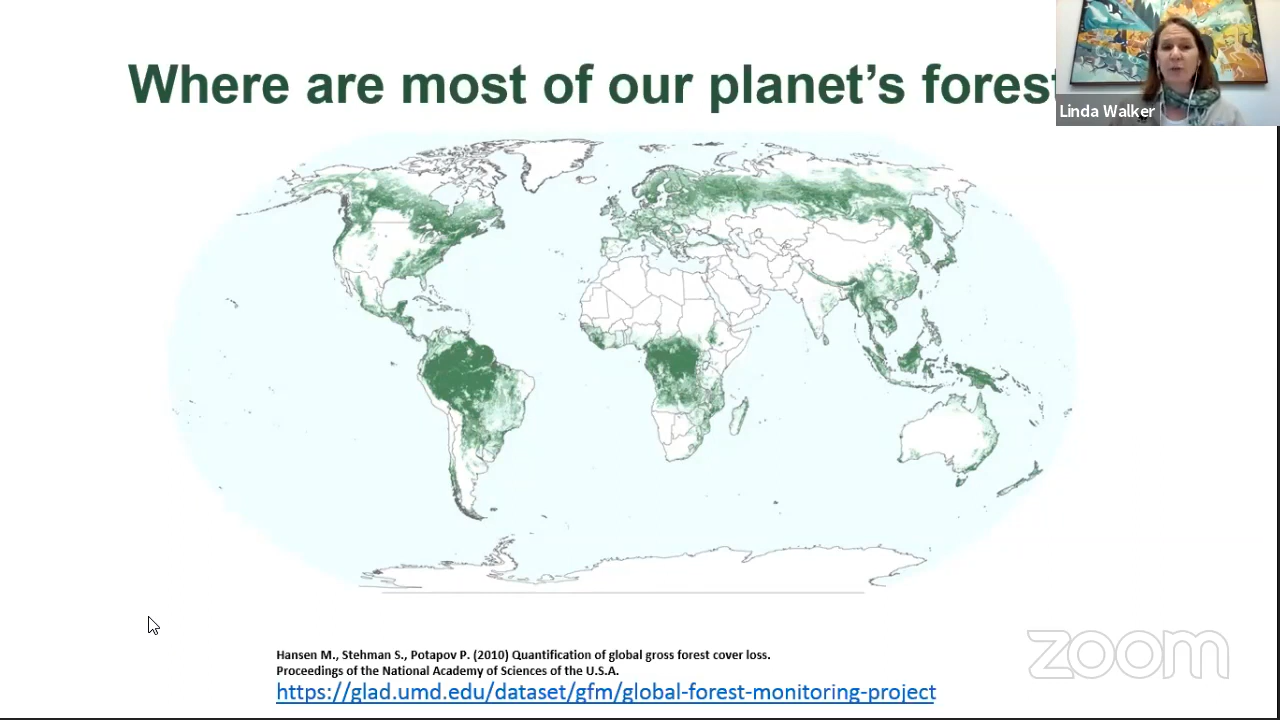 Where are most of our planet's fores
Linda Walker
Hansen M., Stehman S., Potapov P. (2010) Quantification of global gross forest cover loss.
Proceedings of the National Academy of Sciences of the U.S.A.
https://glad.umd.edu/dataset/gfm/global-forest-monitoring-project
zoom